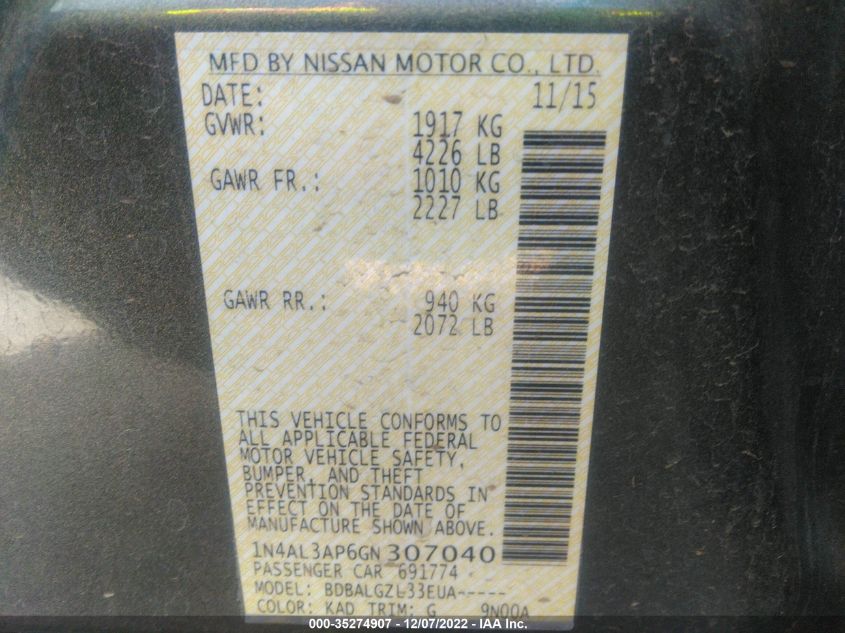 MFD BY NISSAN MOTOR CO., LTD.
DATE: 11/15
GVWR: 1917 KG
4226 LB
GAWR FR.: 1010 KG
2227 LB
GAWR RR.: 940 KG
2072 LB
THIS VEHICLE CONFORMS TO
ALL APPLICABLE FEDERAL
MOTOR VEHICLE SAFETY,
BUMPER, AND THEFT
PREVENTION STANDARDS IN
EFFECT ON THE DATE OF
MANUFACTURE SHOWN ABOVE.
1N4AL3AP6GN307040
PASSENGER CAR 691774
MODEL: BDBALGZL33EUA-----
COLOR: KAD TRIM: G 9N00A
000-35274907 - 12/07/2022 - IAA Inc.